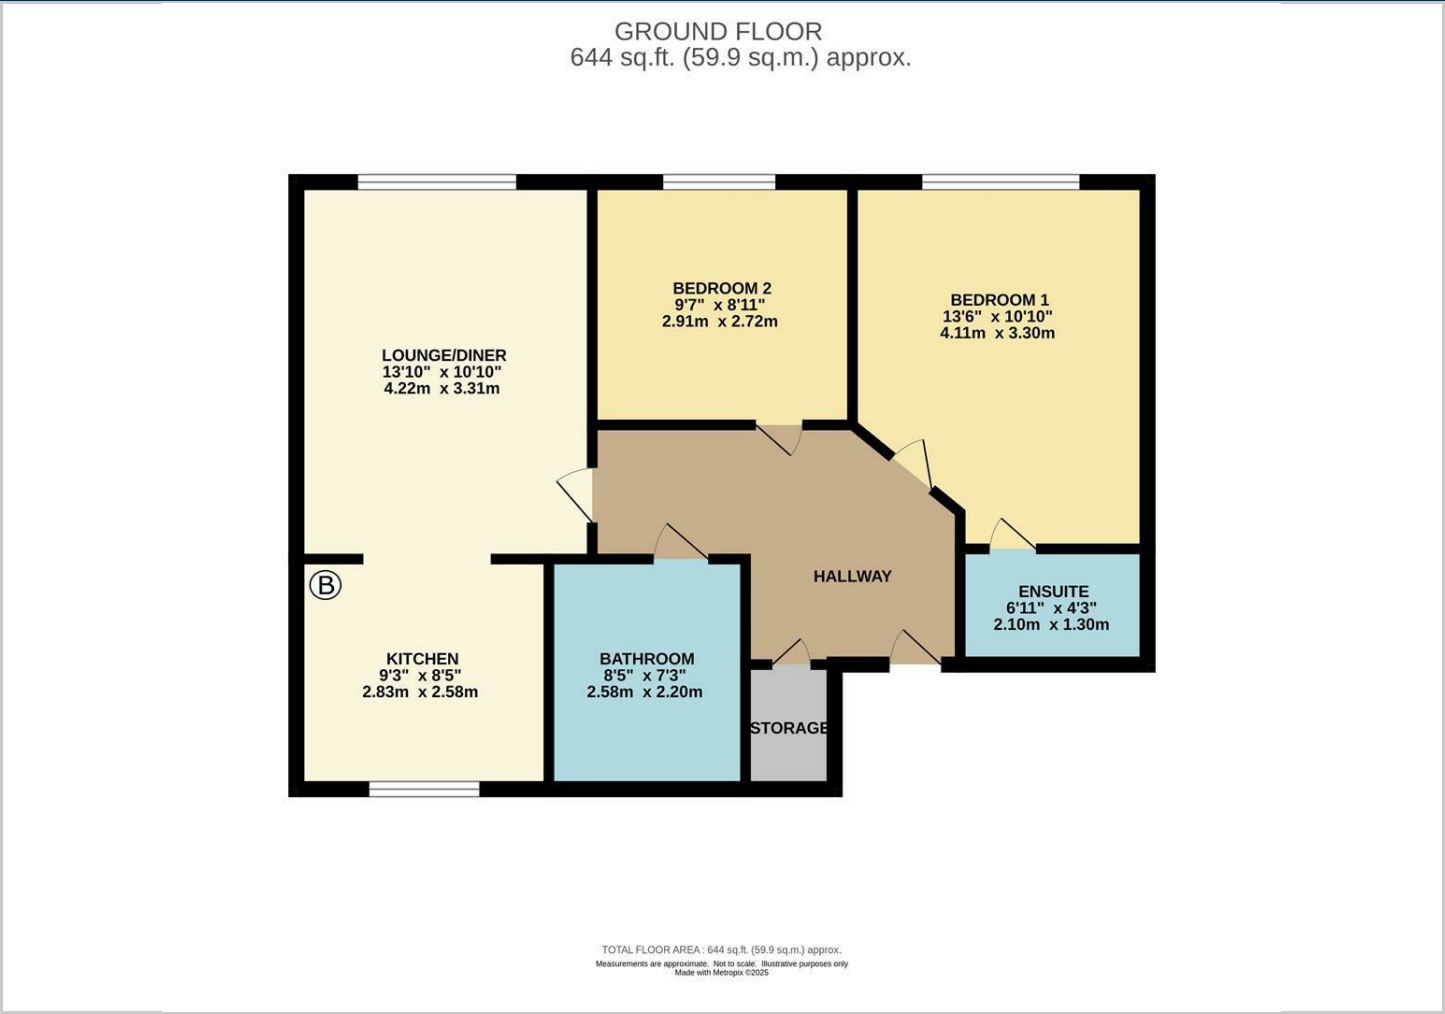 GROUND FLOOR
644 sq.ft. (59.9 sq.m.) approx.
BEDROOM 2
9'7" x 8'11"
2.91m x 2.72m
BEDROOM 1
13'6" x 10'10"
4.11m x 3.30m
LOUNGE/DINER
13'10" x 10'10"
4.22m x 3.31m
HALLWAY
B
ENSUITE
6'11" x 4'3"
2.10m x 1.30m
KITCHEN
9'3" x 8'5"
2.83m x 2.58m
BATHROOM
8'5" x 7'3"
2.58m x 2.20m
STORAGE
TOTAL FLOOR AREA : 644 sq.ft. (59.9 sq.m.) approx.
Measurements are approximate. Not to scale. Illustrative purposes only
Made with Metropix ©2025